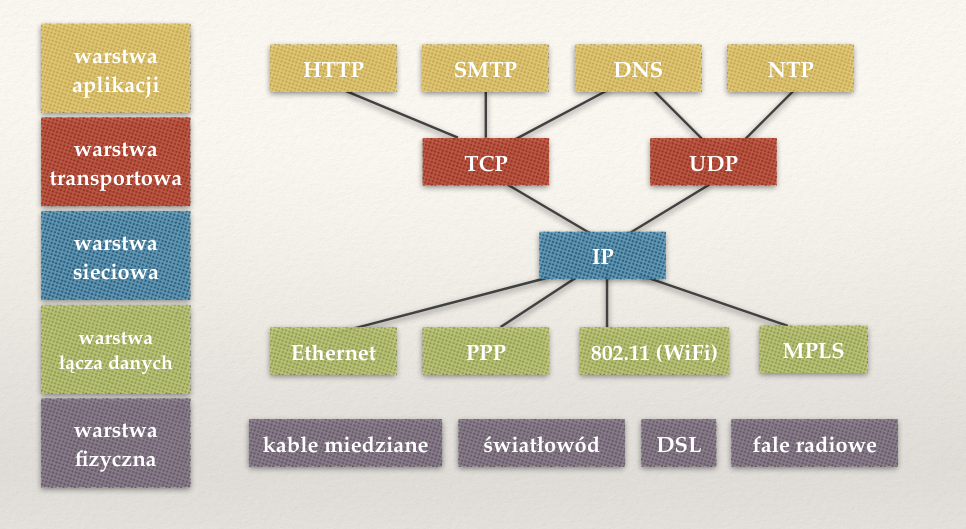 warstwa
aplikacji
HTTP
SMTP
DNS
NTP
warstwa
transportowa
TCP
UDP
warstwa
sieciowa
IP
warstwa
łącza danych
Ethernet
PPP
802.11 (WiFi)
MPLS
warstwa
fizyczna
kable miedziane
światłowód
DSL
fale radiowe